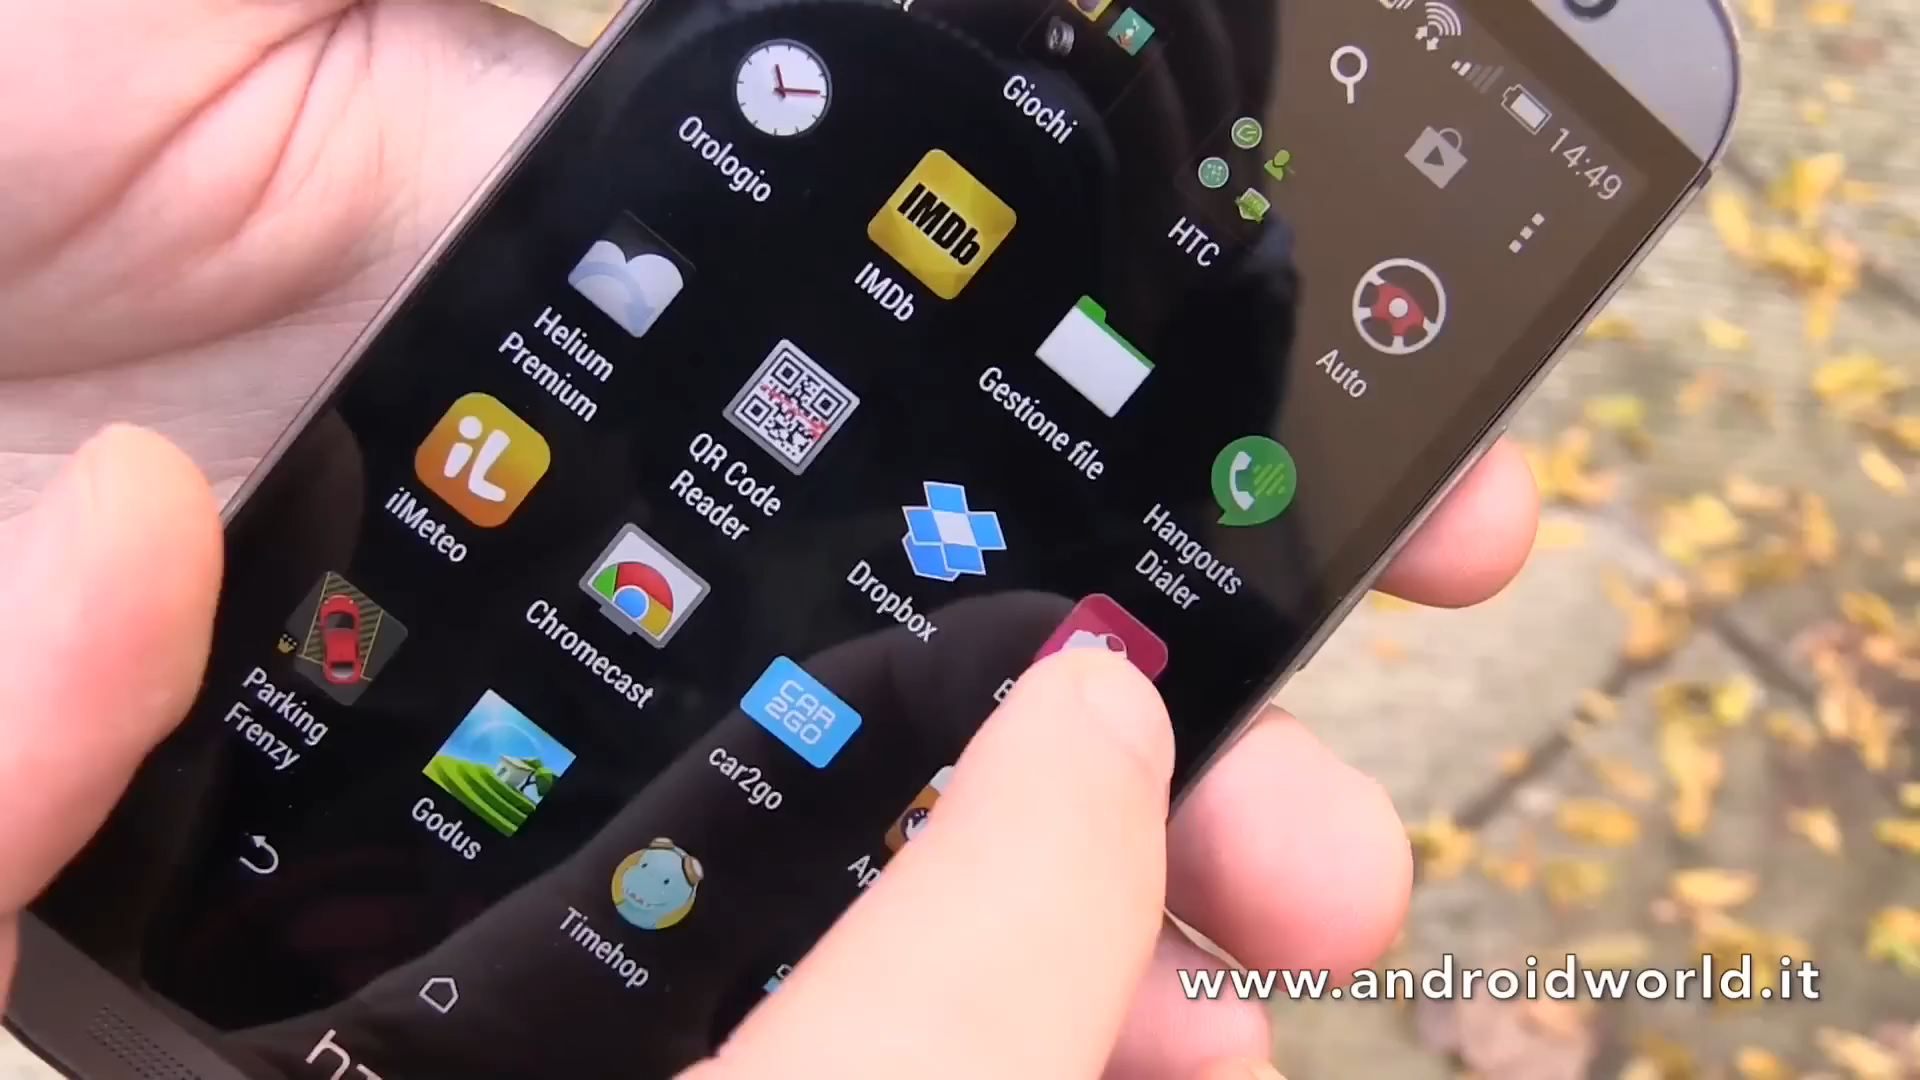 14:49
Giochi
Orologio
HTC
IMDb
IMDb
Auto
Helium
Premium
Gestione file
QR Code
Reader
Hangouts
Dialer
iL
ilMeteo
Dropbox
Chromecast
CAR
2GO
car2go
Parking
Frenzy
Godus
Timehop
www.androidworld.it